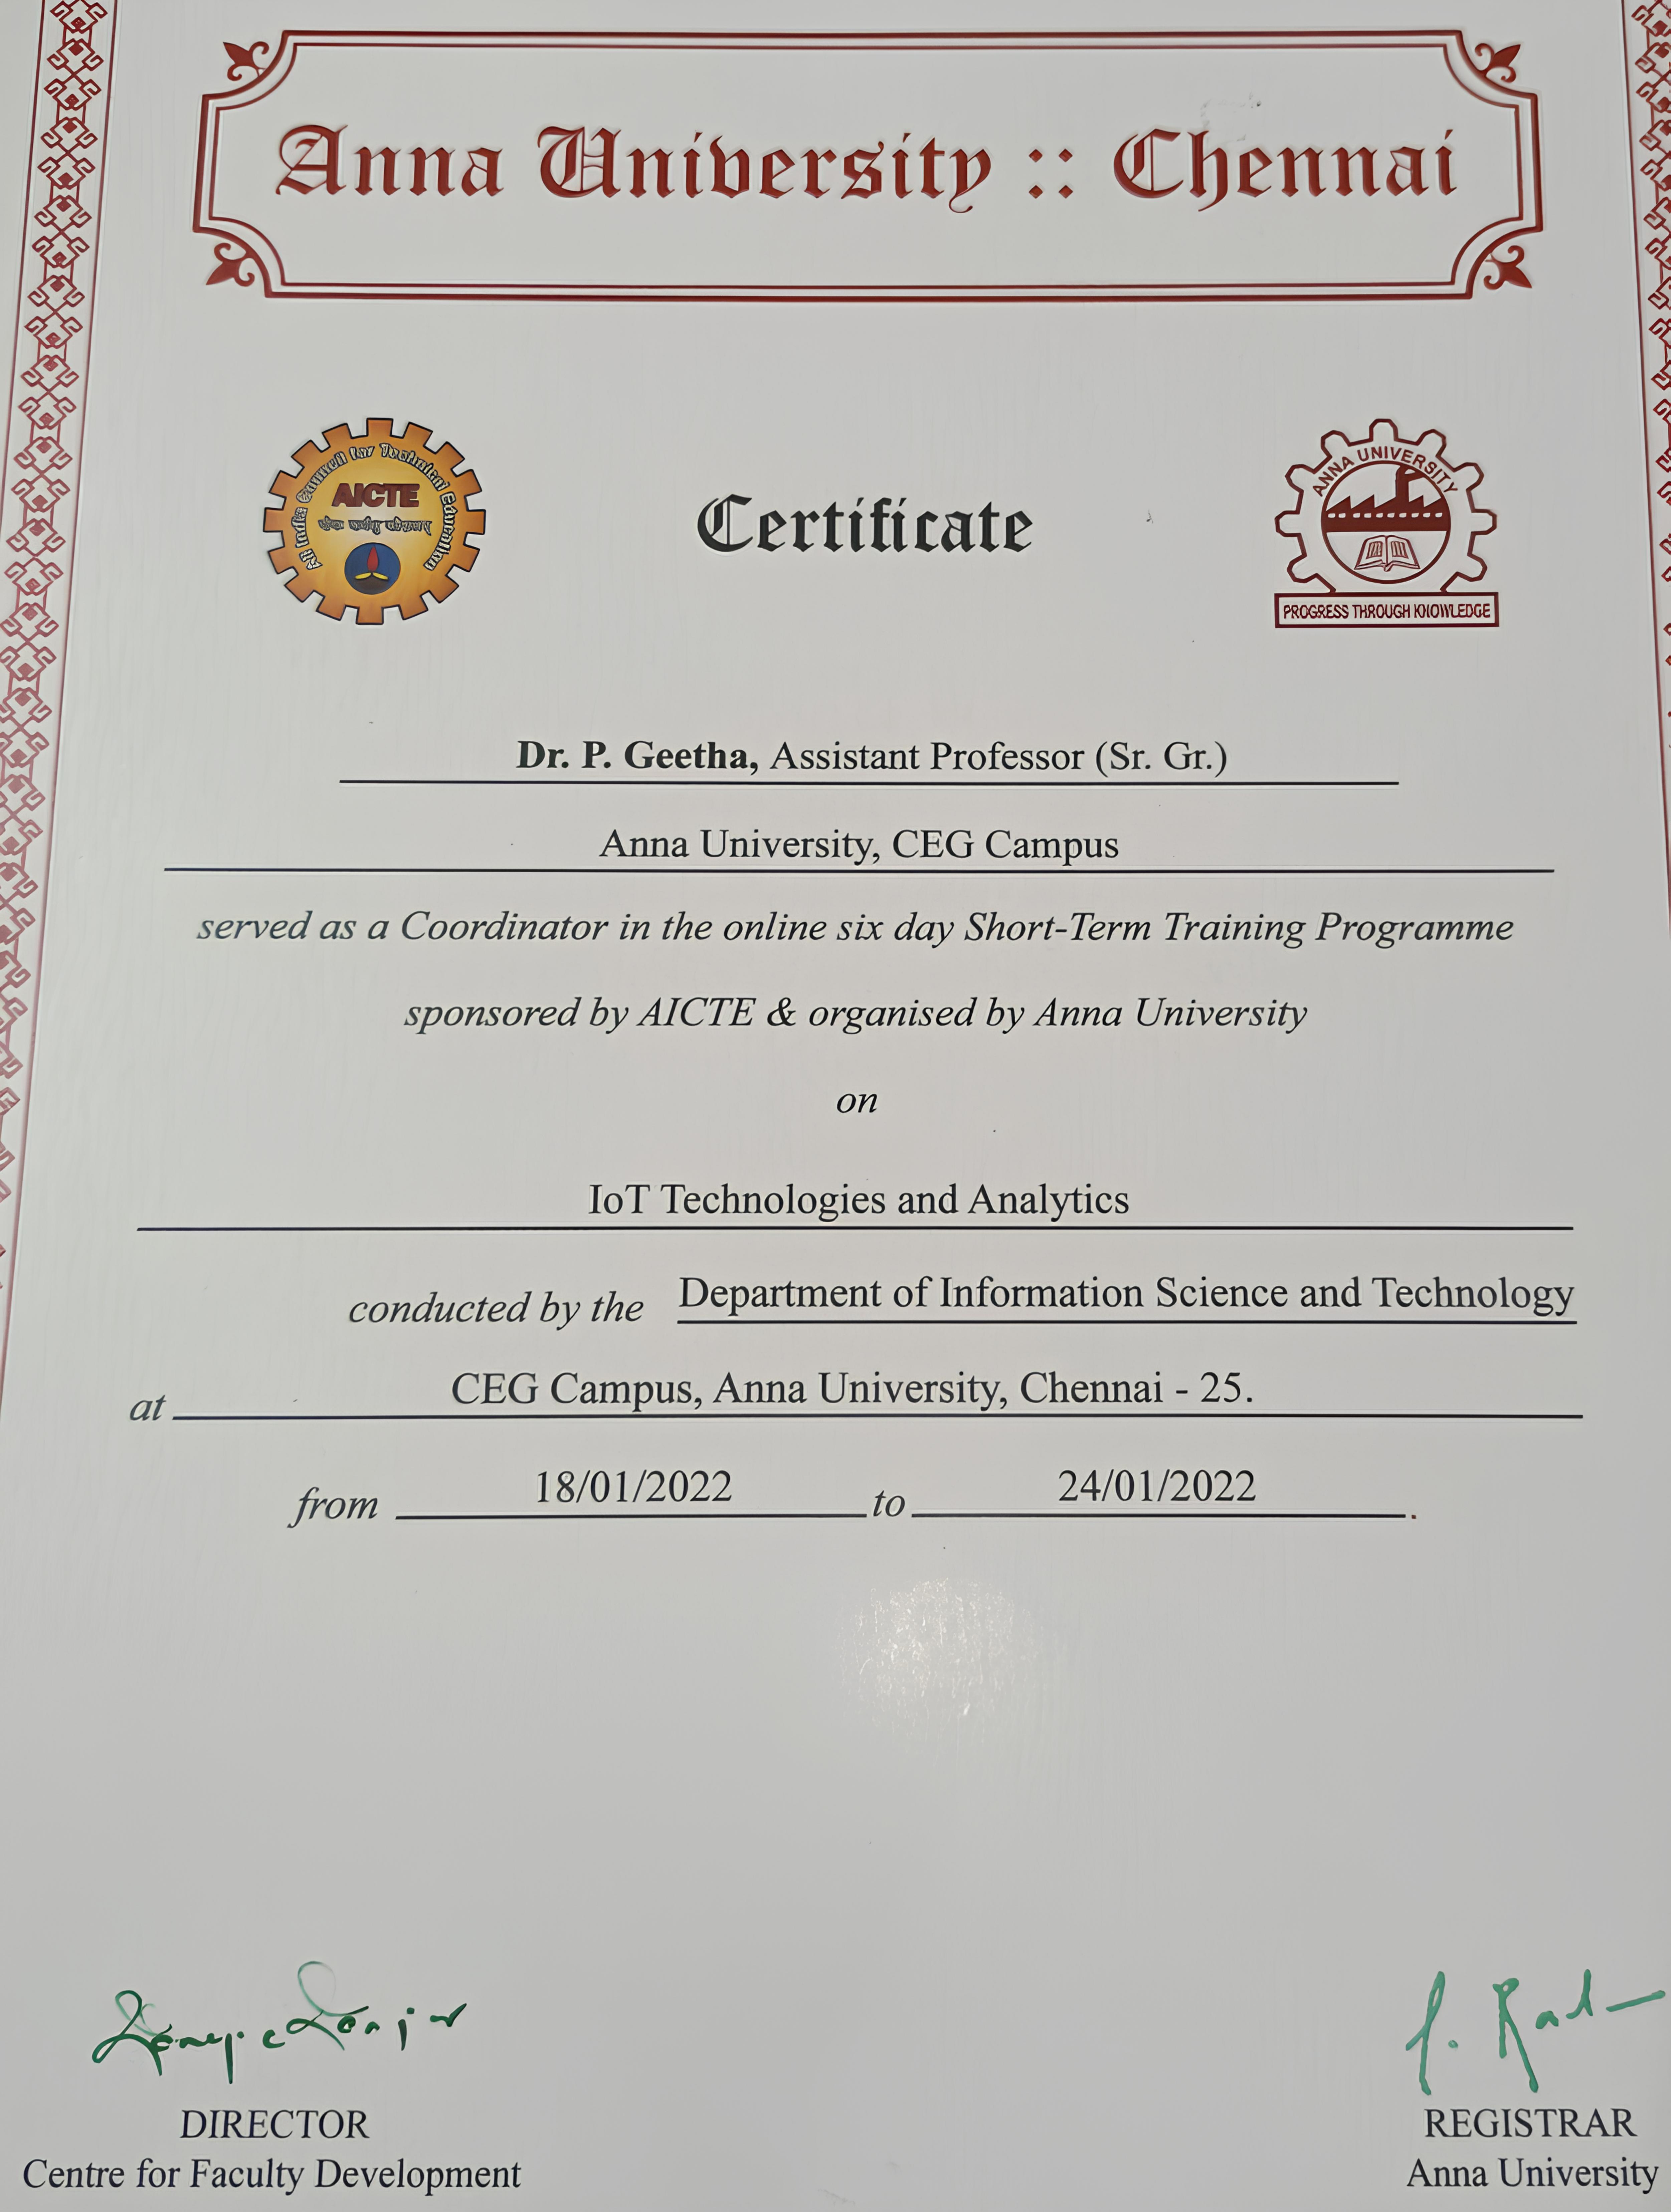 Anna University :: Chennai
All India Council for Technical Education
AICTE
Certificate
ANNA UNIVERSITY
PROGRESS THROUGH KNOWLEDGE
Dr. P. Geetha, Assistant Professor (Sr. Gr.)
Anna University, CEG Campus
served as a Coordinator in the online six day Short-Term Training Programme
sponsored by AICTE & organised by Anna University
on
IoT Technologies and Analytics
conducted by the Department of Information Science and Technology
at CEG Campus, Anna University, Chennai - 25.
from 18/01/2022 to 24/01/2022.
DIRECTOR
Centre for Faculty Development
REGISTRAR
Anna University